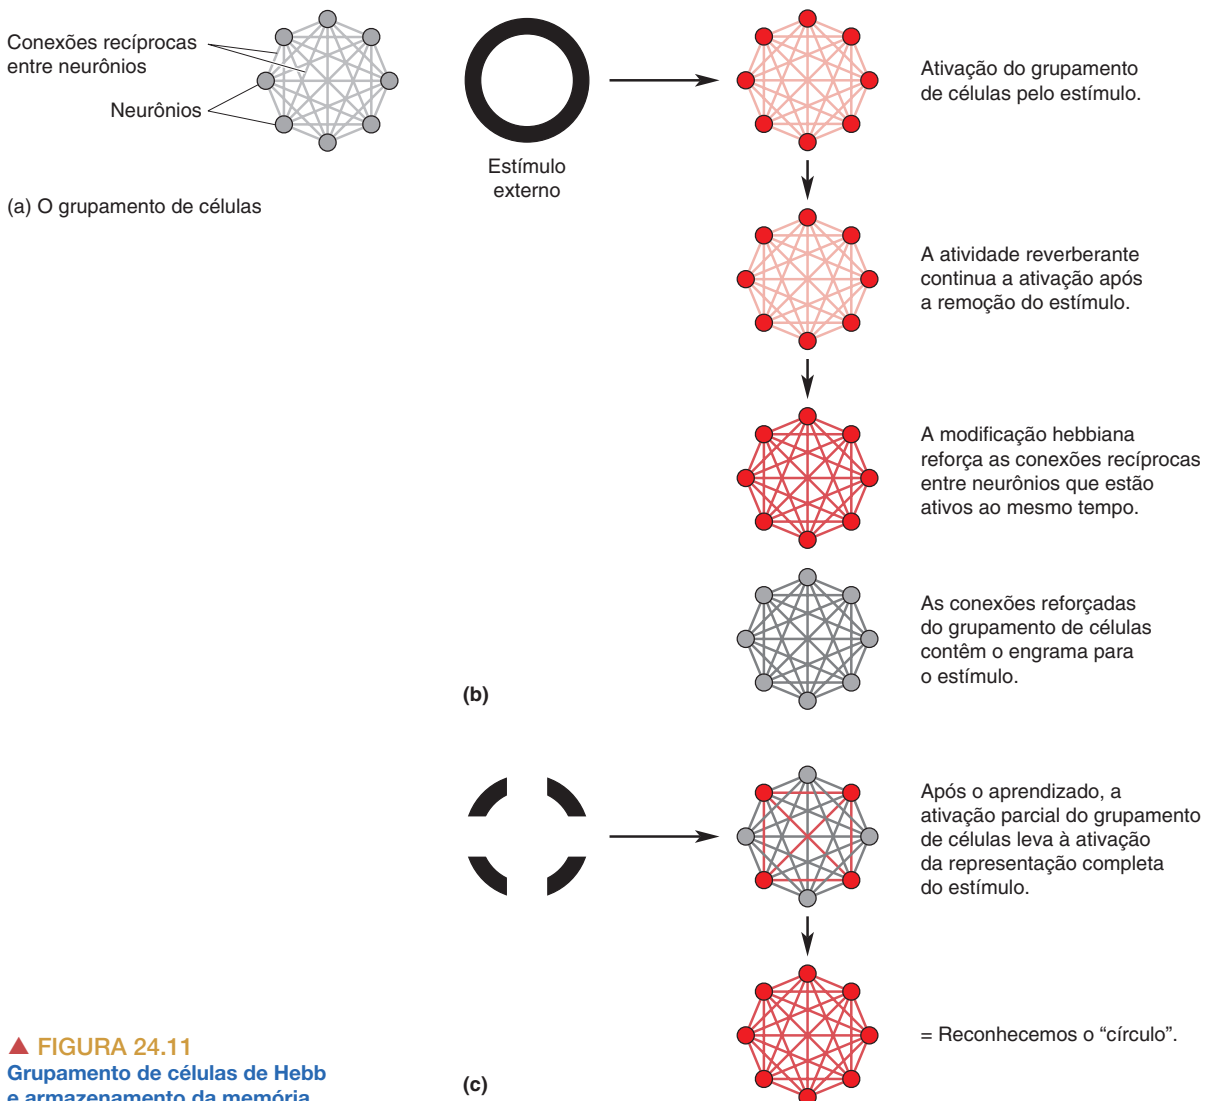 Conexões recíprocas
entre neurônios
Neurônios
(a) O grupamento de células
Estímulo
externo
Ativação do grupamento
de células pelo estímulo.
A atividade reverberante
continua a ativação após
a remoção do estímulo.
A modificação hebbiana
reforça as conexões recíprocas
entre neurônios que estão
ativos ao mesmo tempo.
As conexões reforçadas
do grupamento de células
contêm o engrama para
o estímulo.
(b)
Após o aprendizado, a
ativação parcial do grupamento
de células leva à ativação
da representação completa
do estímulo.
= Reconhecemos o “círculo”.
(c)
▲ FIGURA 24.11
Grupamento de células de Hebb
e armazenamento da memória